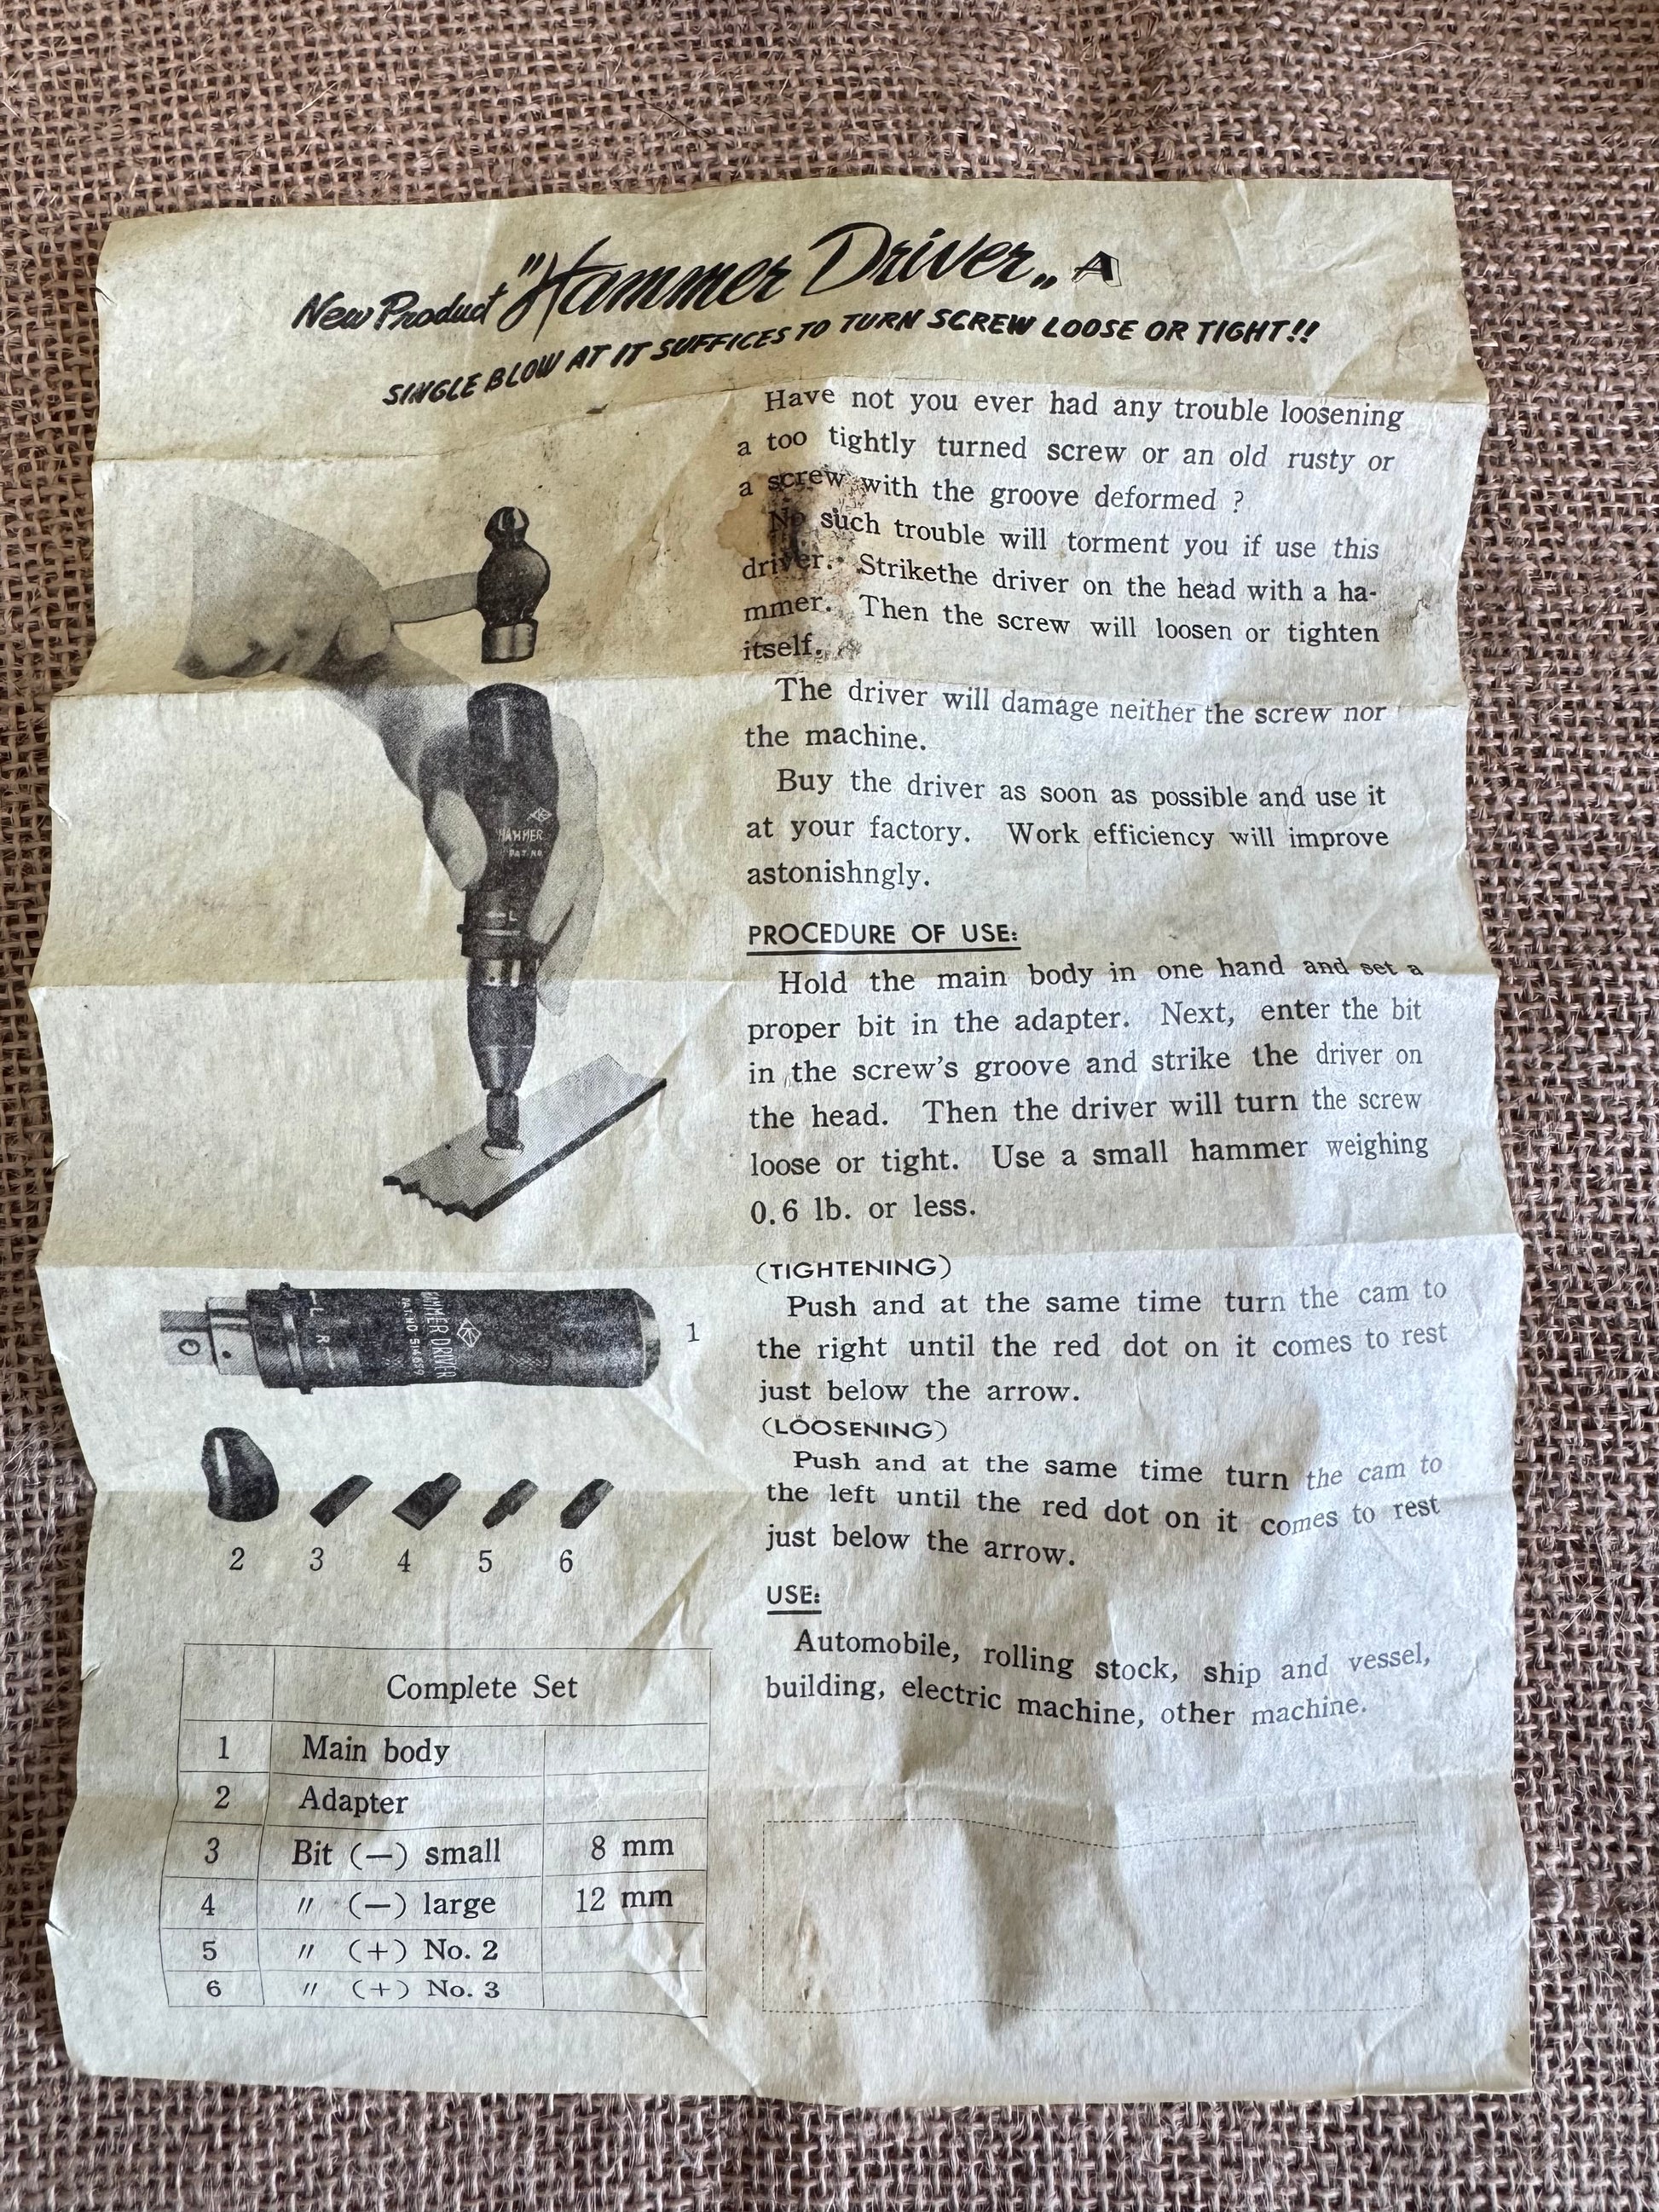 New Product "Hammer Driver„ A
SINGLE BLOW AT IT SUFFICES TO TURN SCREW LOOSE OR TIGHT!!
Have not you ever had any trouble loosening
a too tightly turned screw or an old rusty or
a screw with the groove deformed ?
No such trouble will torment you if use this
driver. Strikethe driver on the head with a ha-
mmer. Then the screw will loosen or tighten
itself.
The driver will damage neither the screw nor
the machine.
Buy the driver as soon as possible and use it
at your factory. Work efficiency will improve
astonishngly.
PROCEDURE OF USE:
Hold the main body in one hand and set a
proper bit in the adapter. Next, enter the bit
in the screw's groove and strike the driver on
the head. Then the driver will turn the screw
loose or tight. Use a small hammer weighing
0.6 lb. or less.
(TIGHTENING)
Push and at the same time turn the cam to
the right until the red dot on it comes to rest
just below the arrow.
(LOOSENING)
Push and at the same time turn the cam to
the left until the red dot on it comes to rest
just below the arrow.
USE:
Automobile, rolling stock, ship and vessel,
building, electric machine, other machine.
HAMMER
PAT. NO.
L
L
R
HAMMER DRIVER
PAT. NO 514659
1
2 3 4 5 6
Complete Set
1 Main body
2 Adapter
3 Bit (—) small 8 mm
4 〃 (—) large 12 mm
5 〃 (+) No. 2
6 〃 (+) No. 3